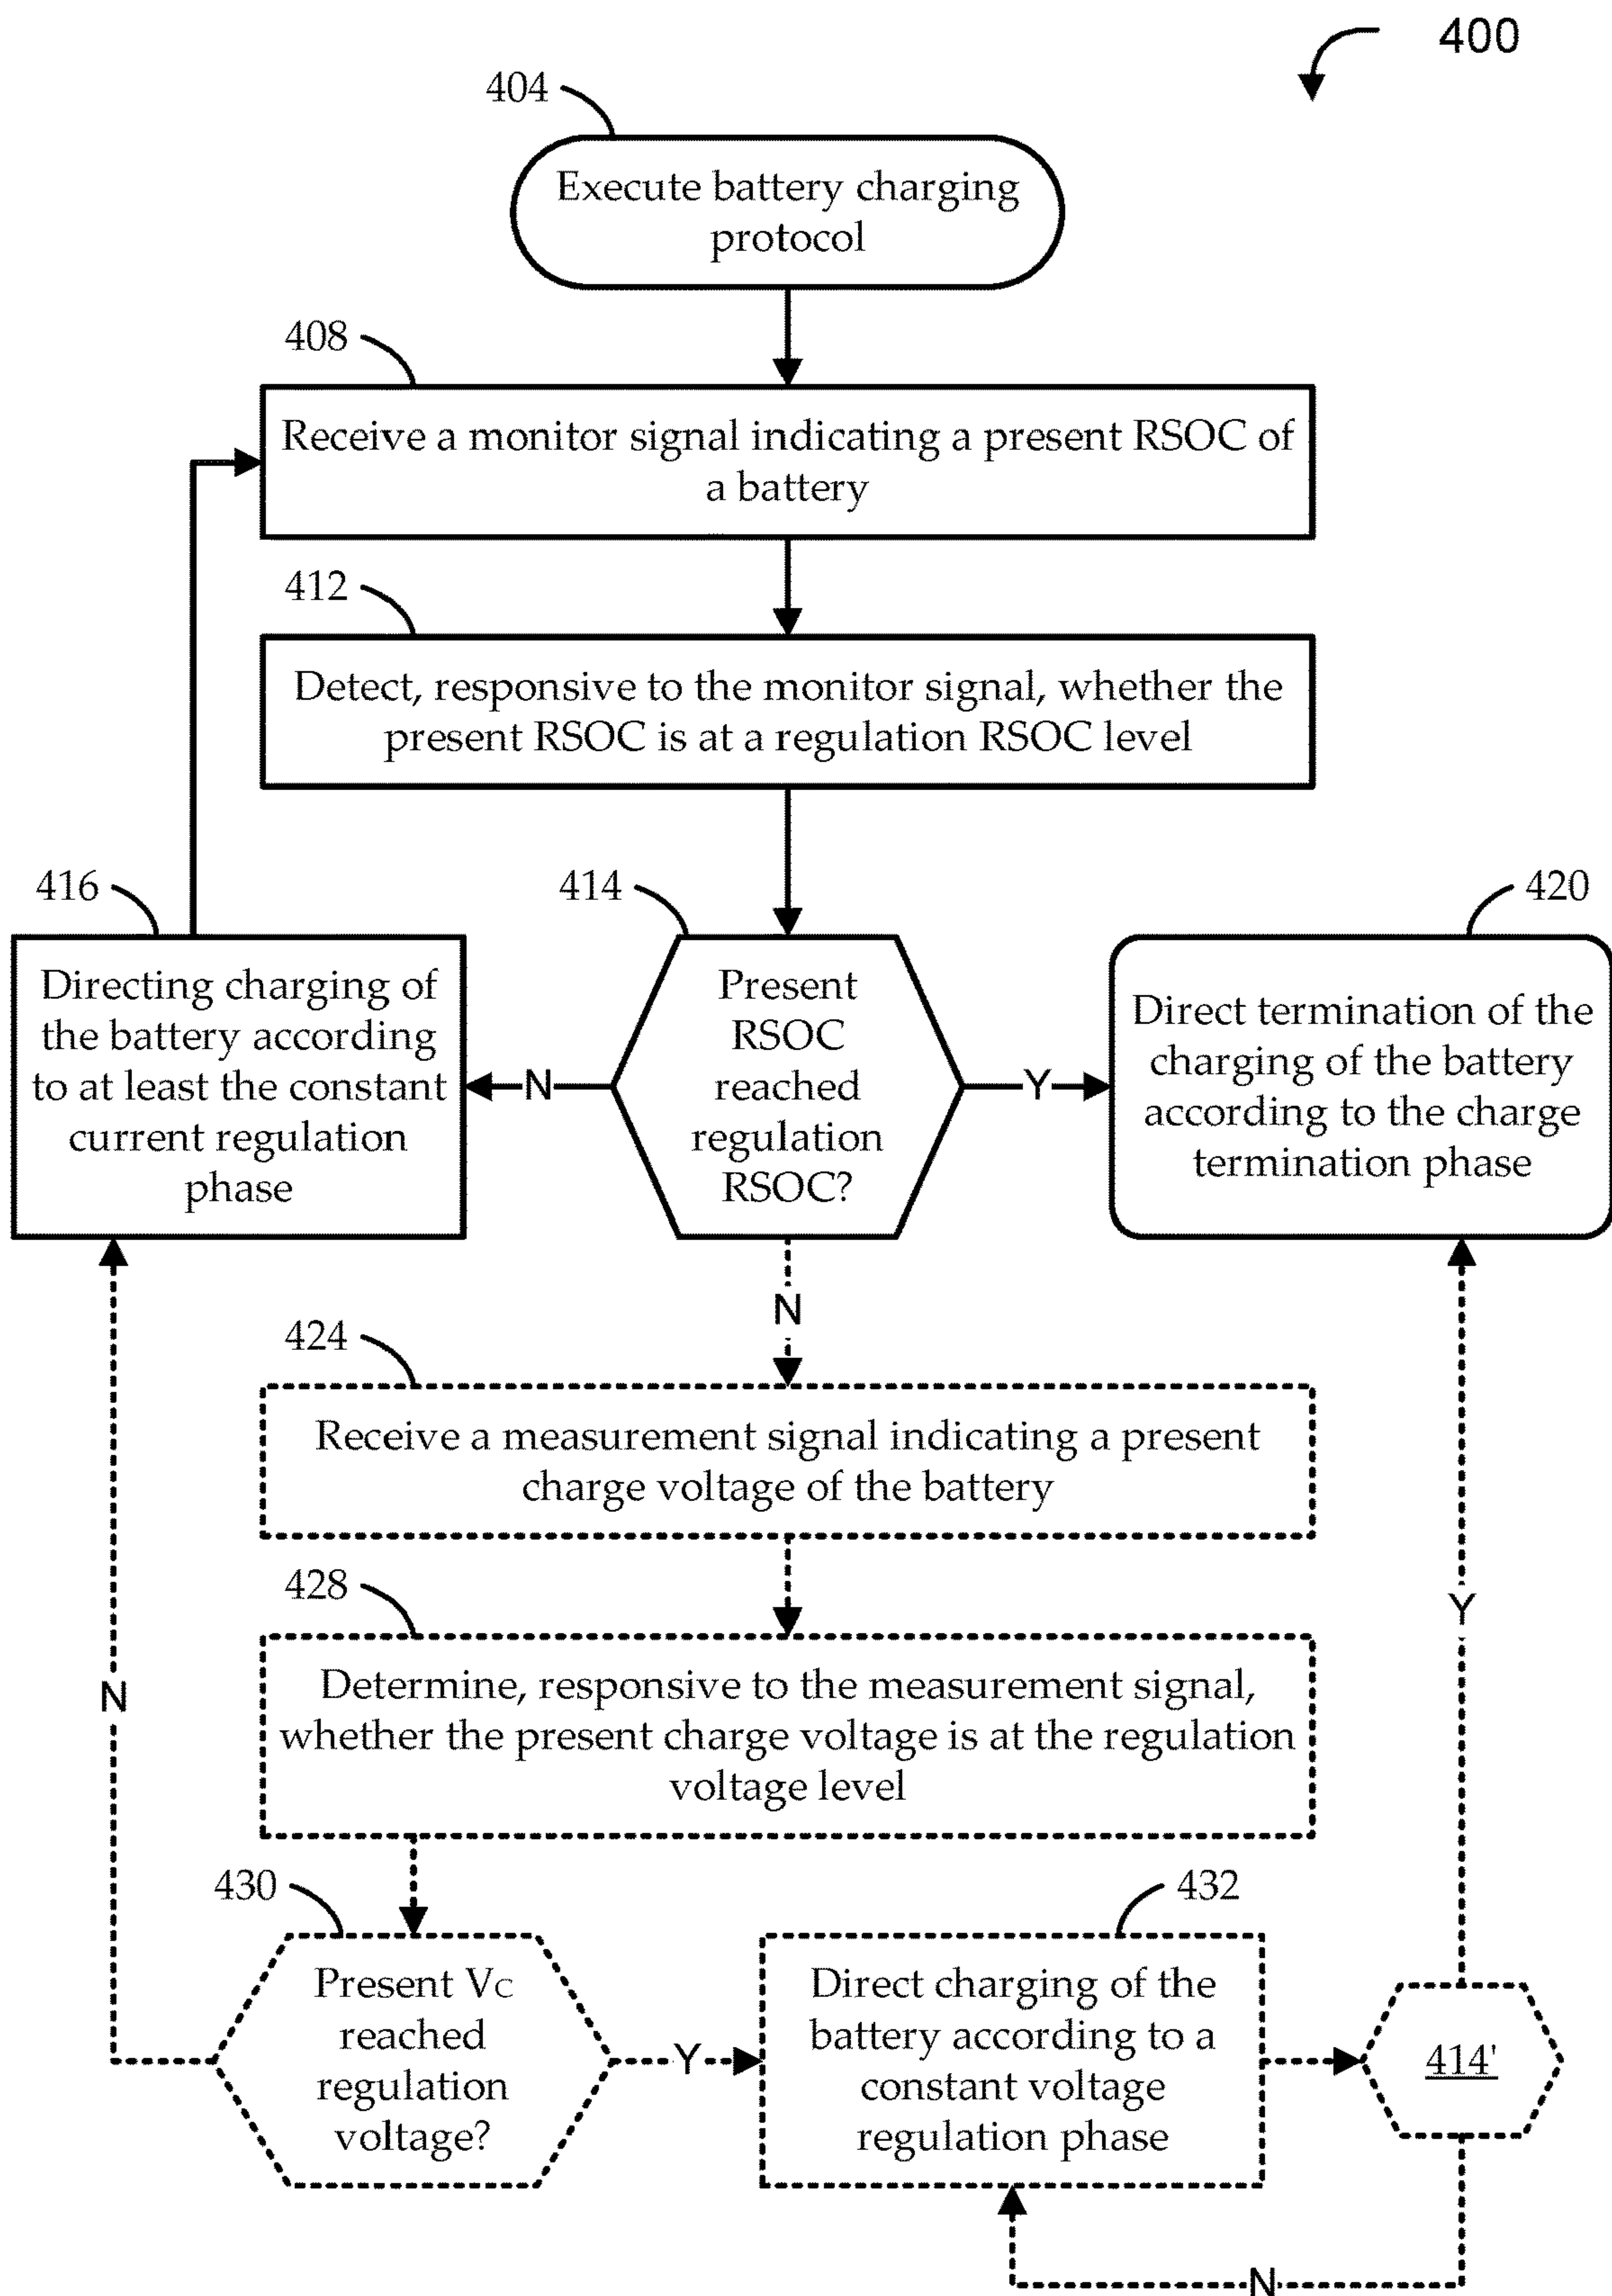 400
404
Execute battery charging
protocol
408
Receive a monitor signal indicating a present RSOC of
a battery
412
Detect, responsive to the monitor signal, whether the
present RSOC is at a regulation RSOC level
416
Directing charging of
the battery according
to at least the constant
current regulation
phase
N
414
Present
RSOC
reached
regulation
RSOC?
Y
420
Direct termination of the
charging of the battery
according to the charge
termination phase
N
424
Receive a measurement signal indicating a present
charge voltage of the battery
428
Determine, responsive to the measurement signal,
whether the present charge voltage is at the regulation
voltage level
N
Y
430
Present VC
reached
regulation
voltage?
Y
432
Direct charging of the
battery according to a
constant voltage
regulation phase
414'
N